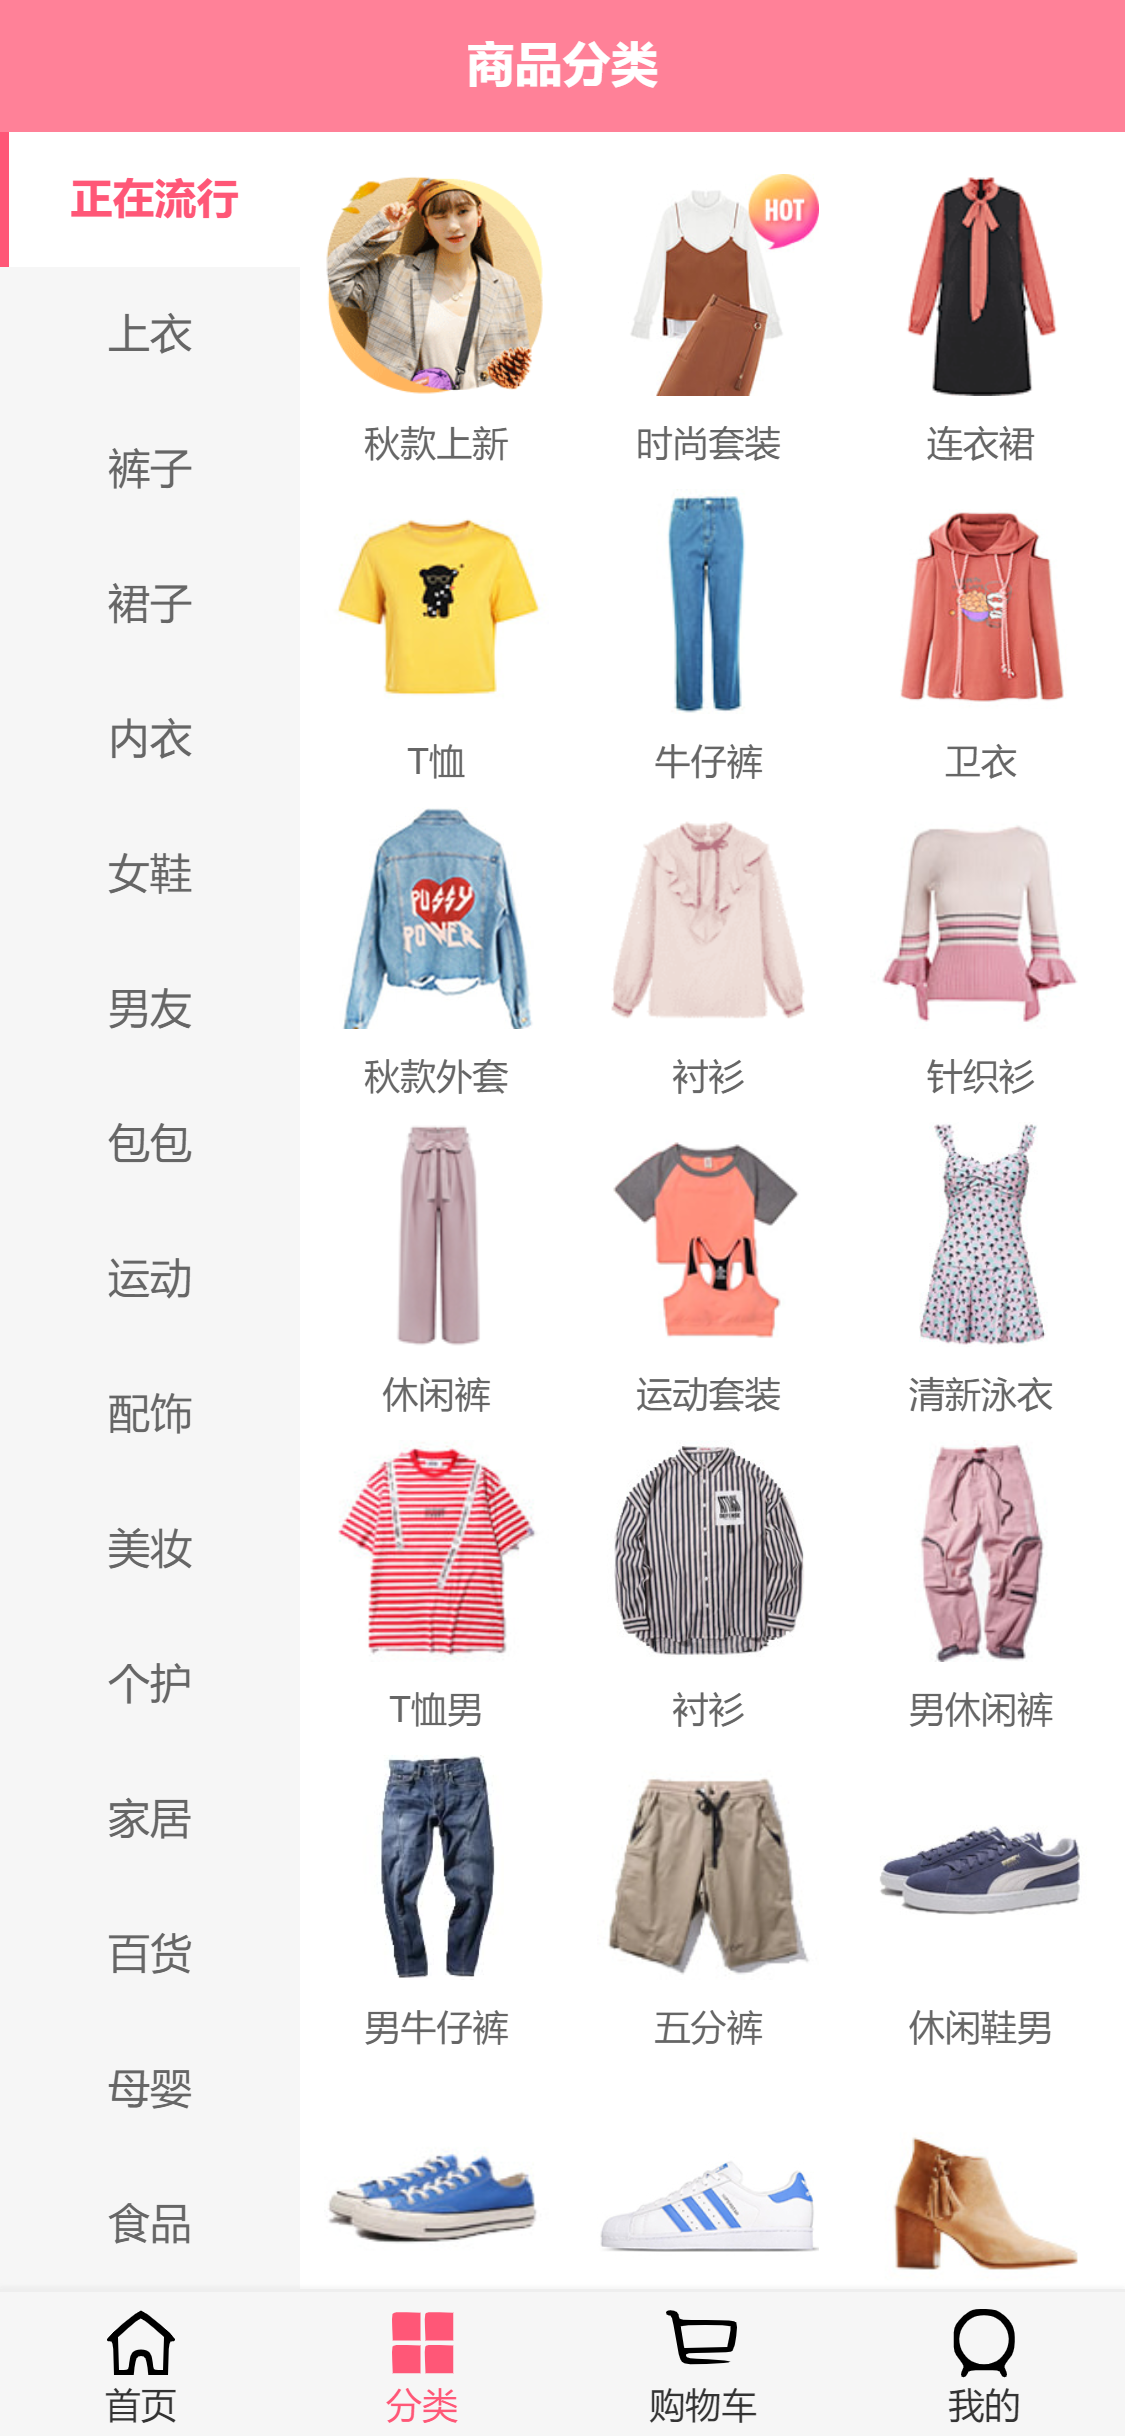 商品分类
正在流行
上衣
裤子
裙子
内衣
女鞋
男友
包包
运动
配饰
美妆
个护
家居
百货
母婴
食品
HOT
秋款上新
时尚套装
连衣裙
T恤
牛仔裤
卫衣
PUSSY
POWER
秋款外套
衬衫
针织衫
休闲裤
运动套装
清新泳衣
T恤男
衬衫
男休闲裤
男牛仔裤
五分裤
休闲鞋男
首页
分类
购物车
我的